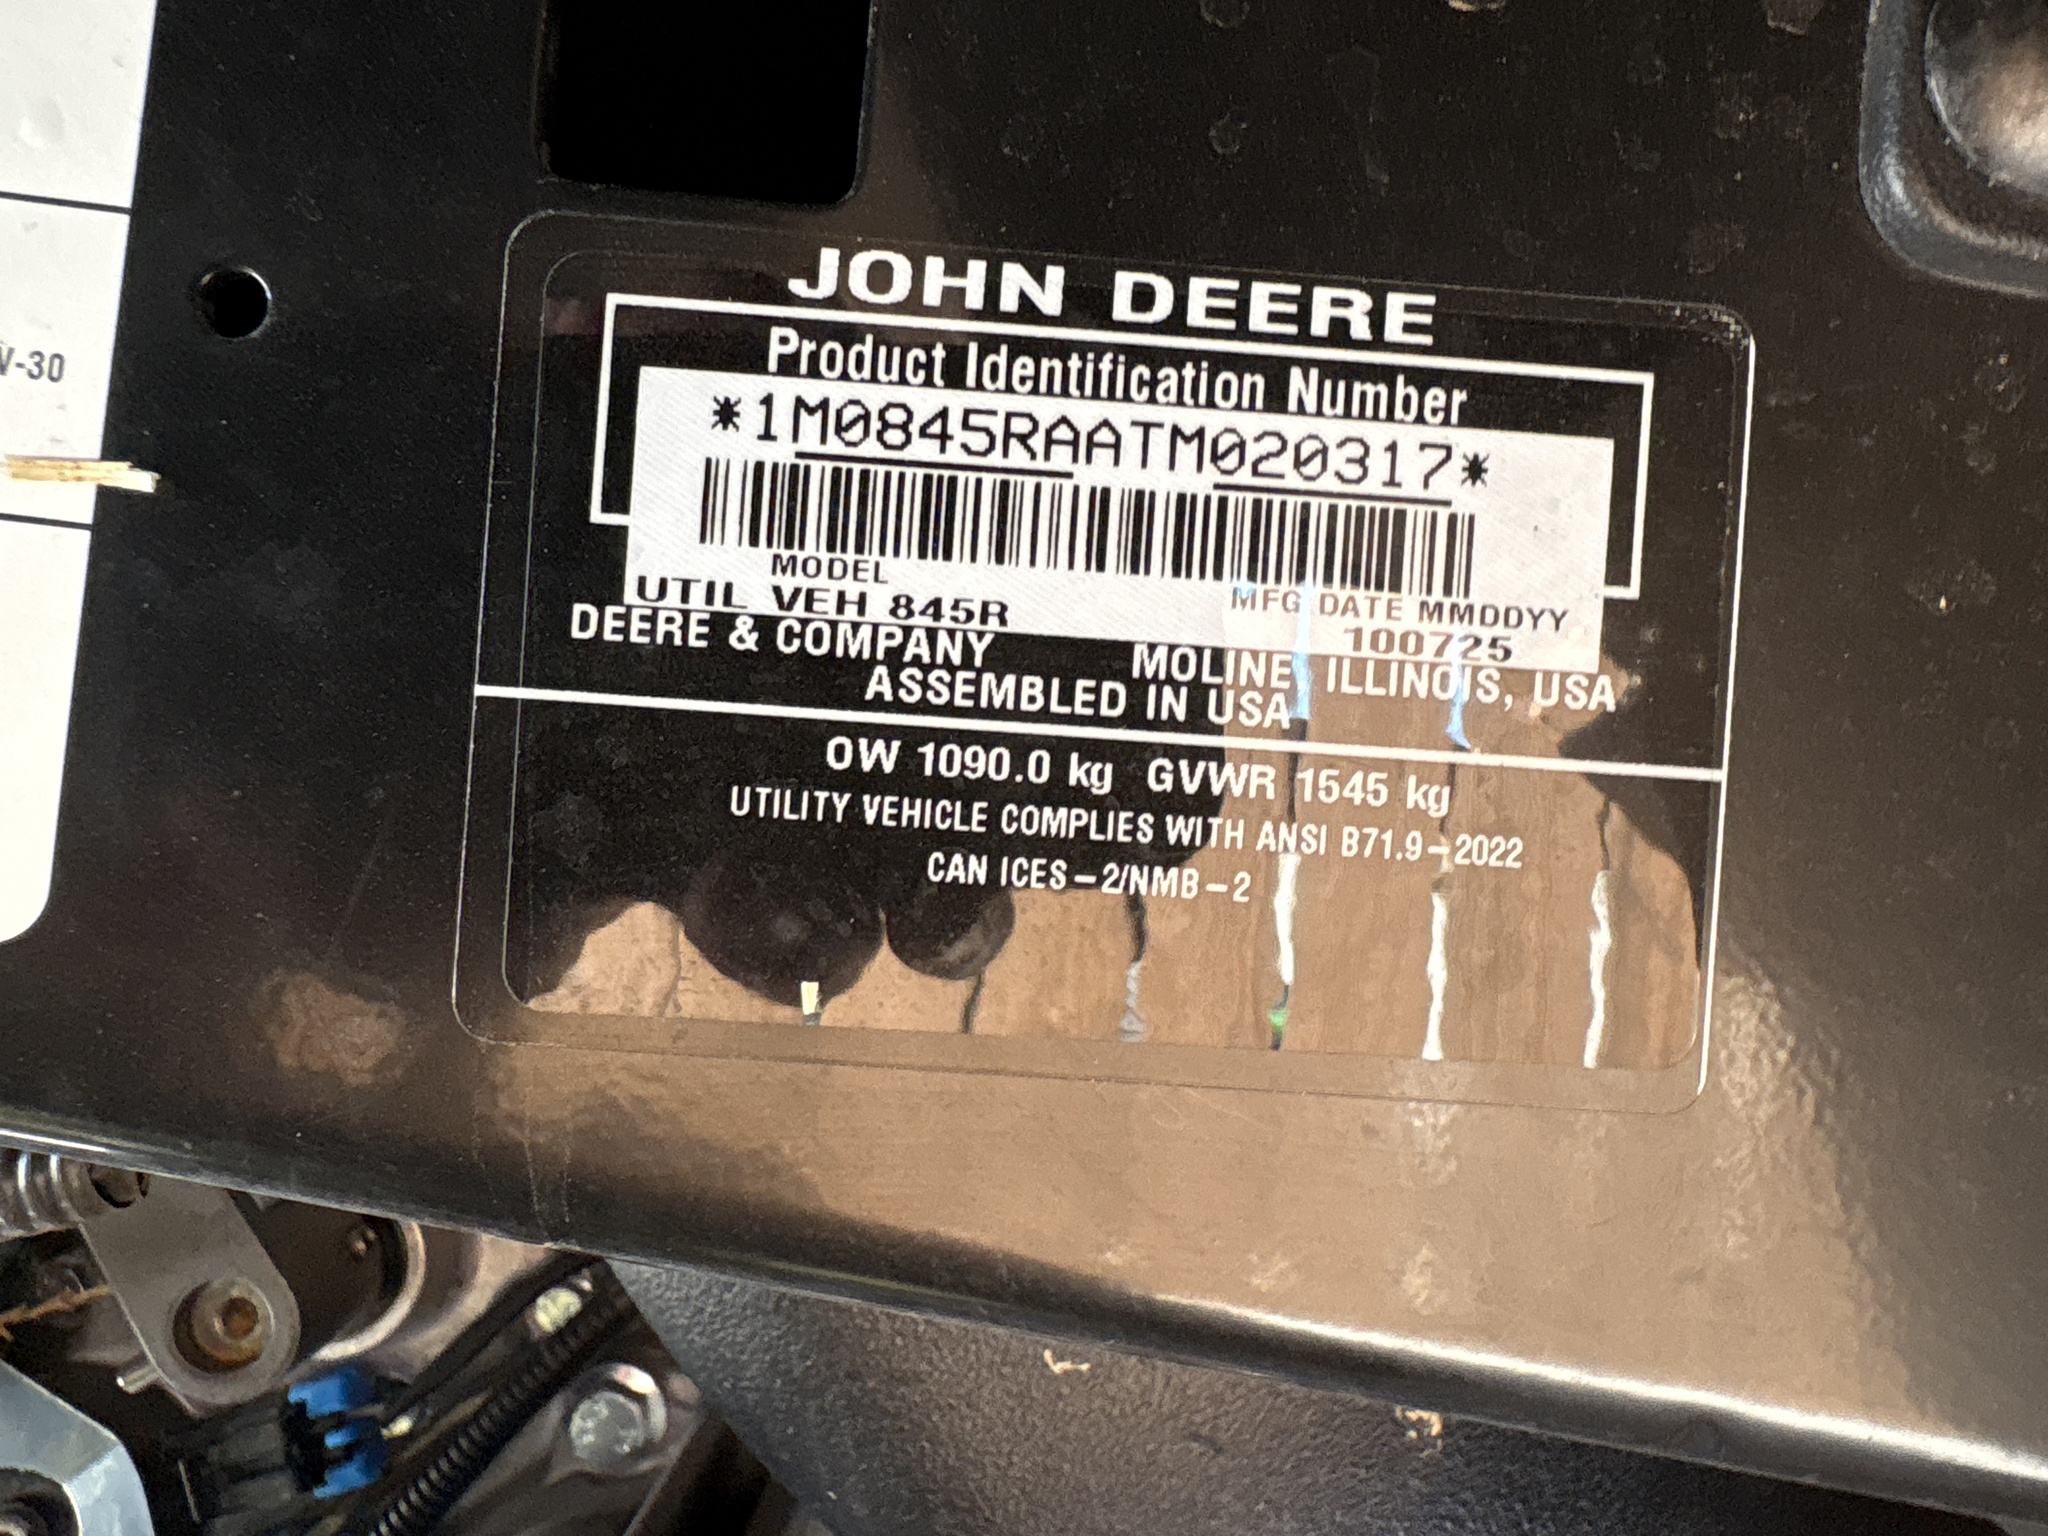 V-30
JOHN DEERE
Product Identification Number
*1M0845RAATM020317*
MODEL
UTIL VEH 845R
MFG DATE MMDDYY
100725
DEERE & COMPANY MOLINE ILLINOIS, USA
ASSEMBLED IN USA
OW 1090.0 kg GVWR 1545 kg
UTILITY VEHICLE COMPLIES WITH ANSI B71.9-2022
CAN ICES-2/NMB-2